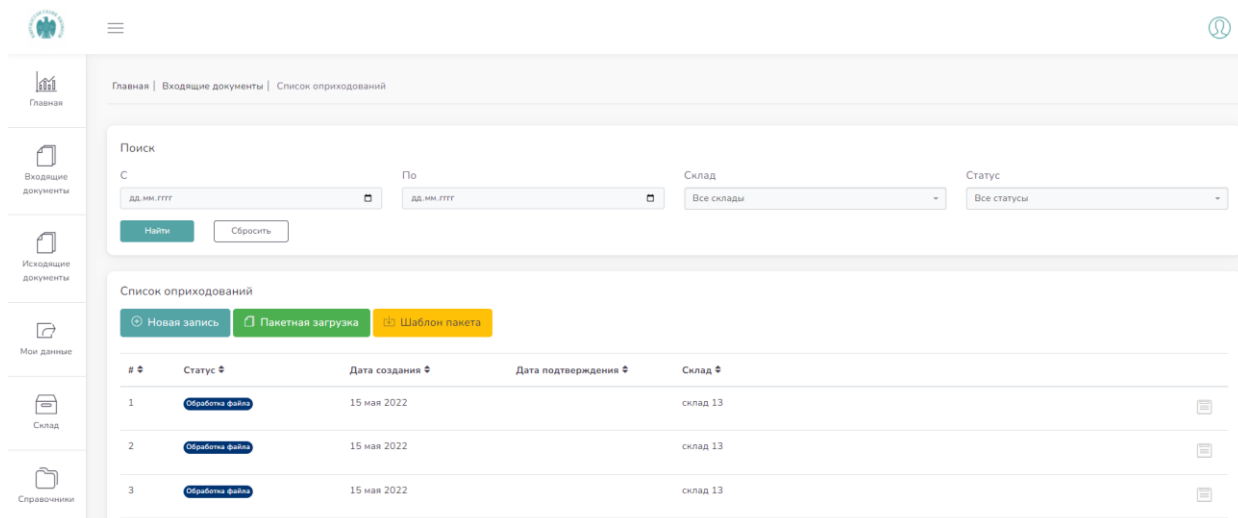 Главная
Входящие
документы
Исходящие
документы
Мои данные
Склад
Справочники
Главная | Входящие документы | Список оприходований
Поиск
С По Склад Статус
дд.мм.гггг дд.мм.гггг Все склады Все статусы
Найти Сбросить
Список оприходований
Новая запись Пакетная загрузка Шаблон пакета
# Статус Дата создания Дата подтверждения Склад
1 Обработка файла 15 мая 2022 склад 13
2 Обработка файла 15 мая 2022 склад 13
3 Обработка файла 15 мая 2022 склад 13